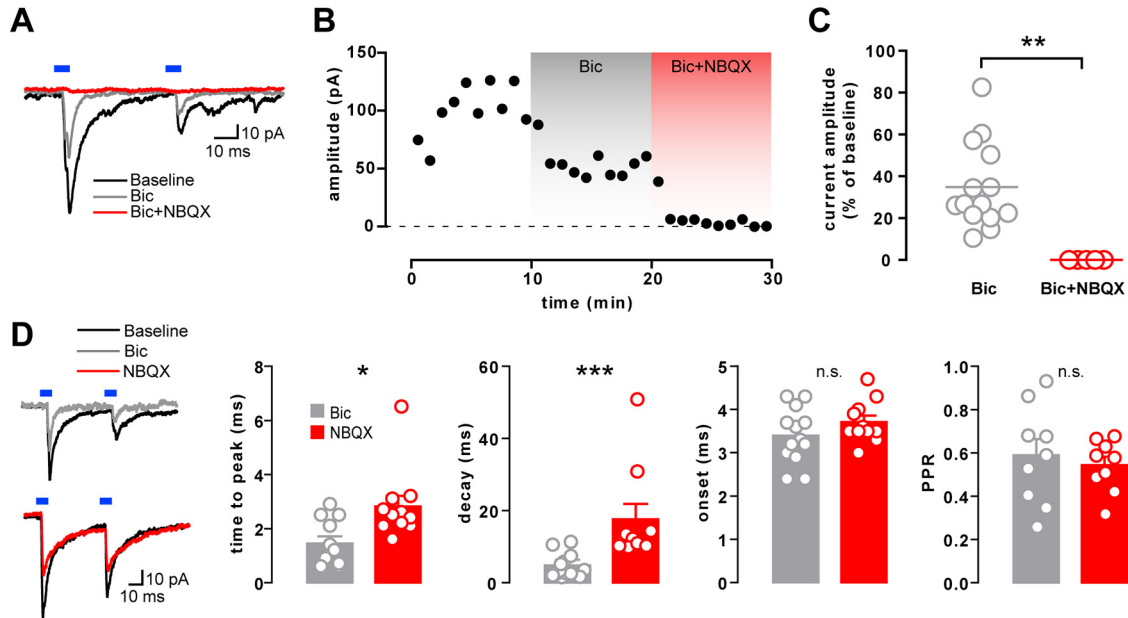 A
10 pA
10 ms
Baseline
Bic
Bic+NBQX
B
amplitude (pA)
150
100
50
0
Bic
Bic+NBQX
0
10
20
30
time (min)
C
current amplitude
(% of baseline)
100
80
60
40
20
0
**
Bic
Bic+NBQX
D
Baseline
Bic
NBQX
10 pA
10 ms
time to peak (ms)
8
6
4
2
0
*
Bic
NBQX
decay (ms)
60
40
20
0
***
onset (ms)
5
4
3
2
1
0
n.s.
PPR
1.0
0.8
0.6
0.4
0.2
0.0
n.s.